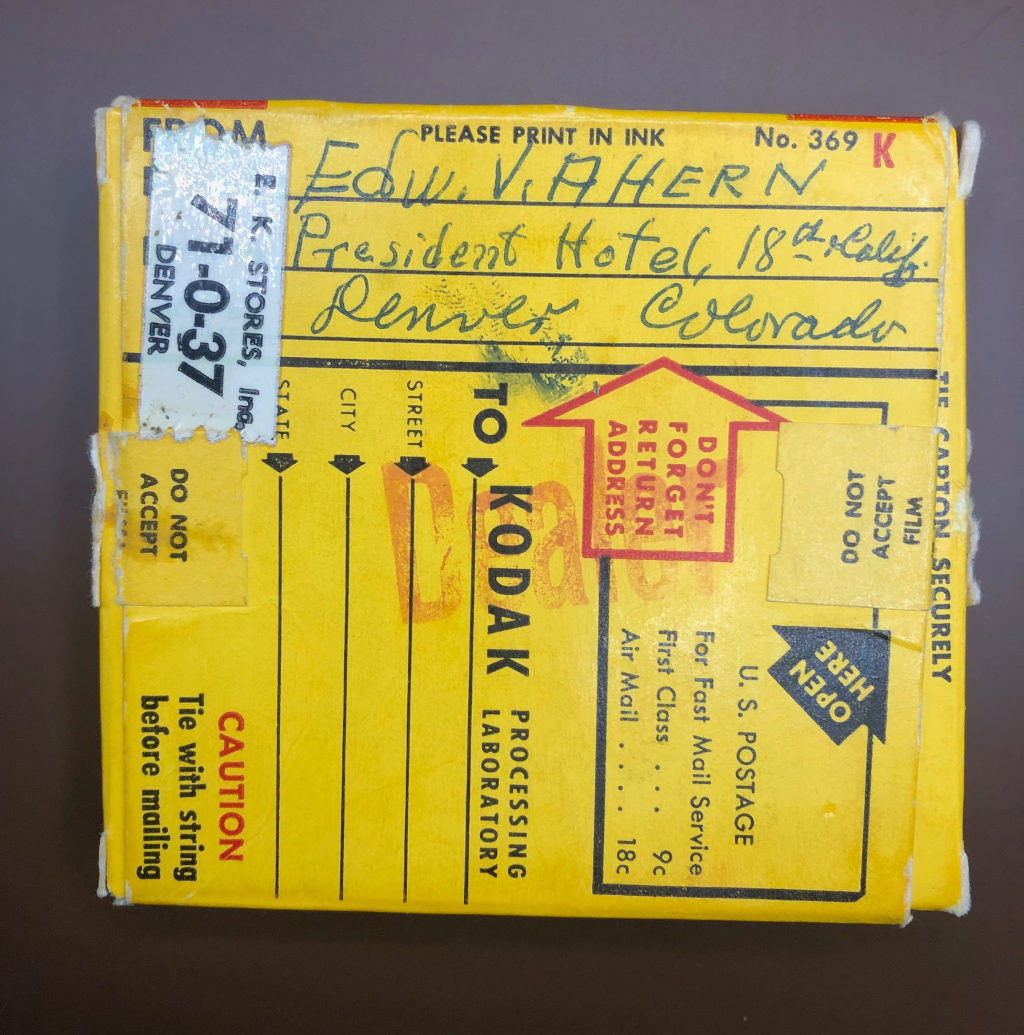 FROM
PLEASE PRINT IN INK
No. 369 K
Edw. V. AHERN
President Hotel, 18th & Calif.
Denver Colorado
E. K. STORES, Inc.
71-0-37
DENVER
DON'T
FORGET
RETURN
ADDRESS
TO KODAK PROCESSING
LABORATORY
STREET
CITY
STATE
U. S. POSTAGE
For Fast Mail Service
First Class . . . 9c
Air Mail . . . . 18c
OPEN
HERE
DO NOT
ACCEPT
FILM
DO NOT
ACCEPT
TIE CARTON SECURELY
CAUTION
Tie with string
before mailing